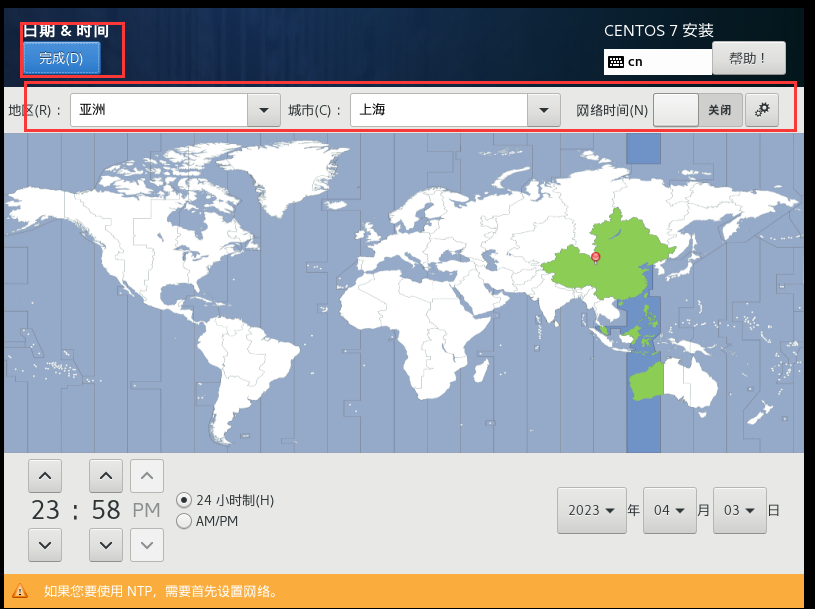 日期 & 时间
CENTOS 7 安装
完成(D)
cn
帮助！
地区(R)： 亚洲 城市(C)： 上海 网络时间(N) 关闭
23 : 58 PM
24 小时制(H)
AM/PM
2023 年 04 月 03 日
如果您要使用 NTP，需要首先设置网络。